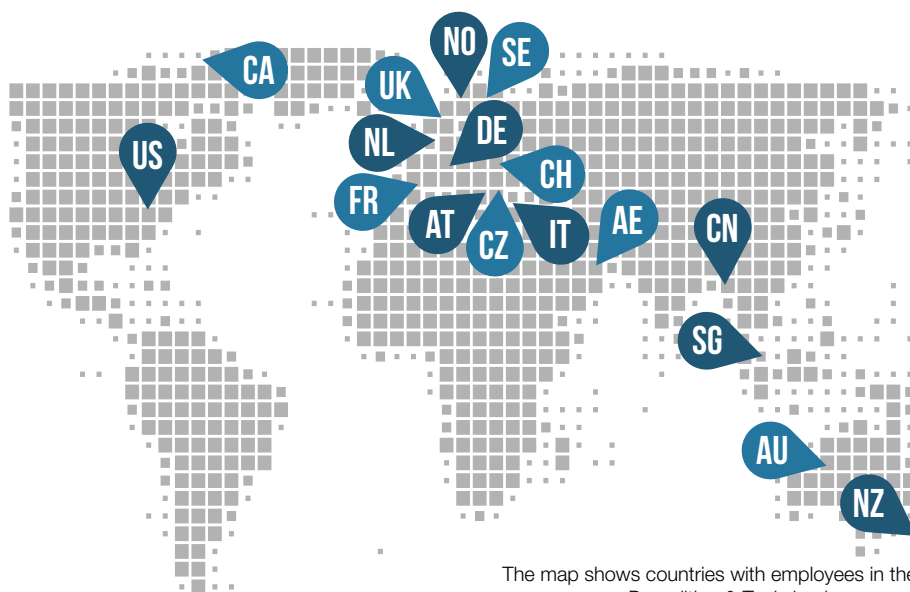 NO
SE
CA
UK
DE
NL
US
CH
FR
AE
AT
IT
CN
CZ
SG
AU
NZ
The map shows countries with employees in the